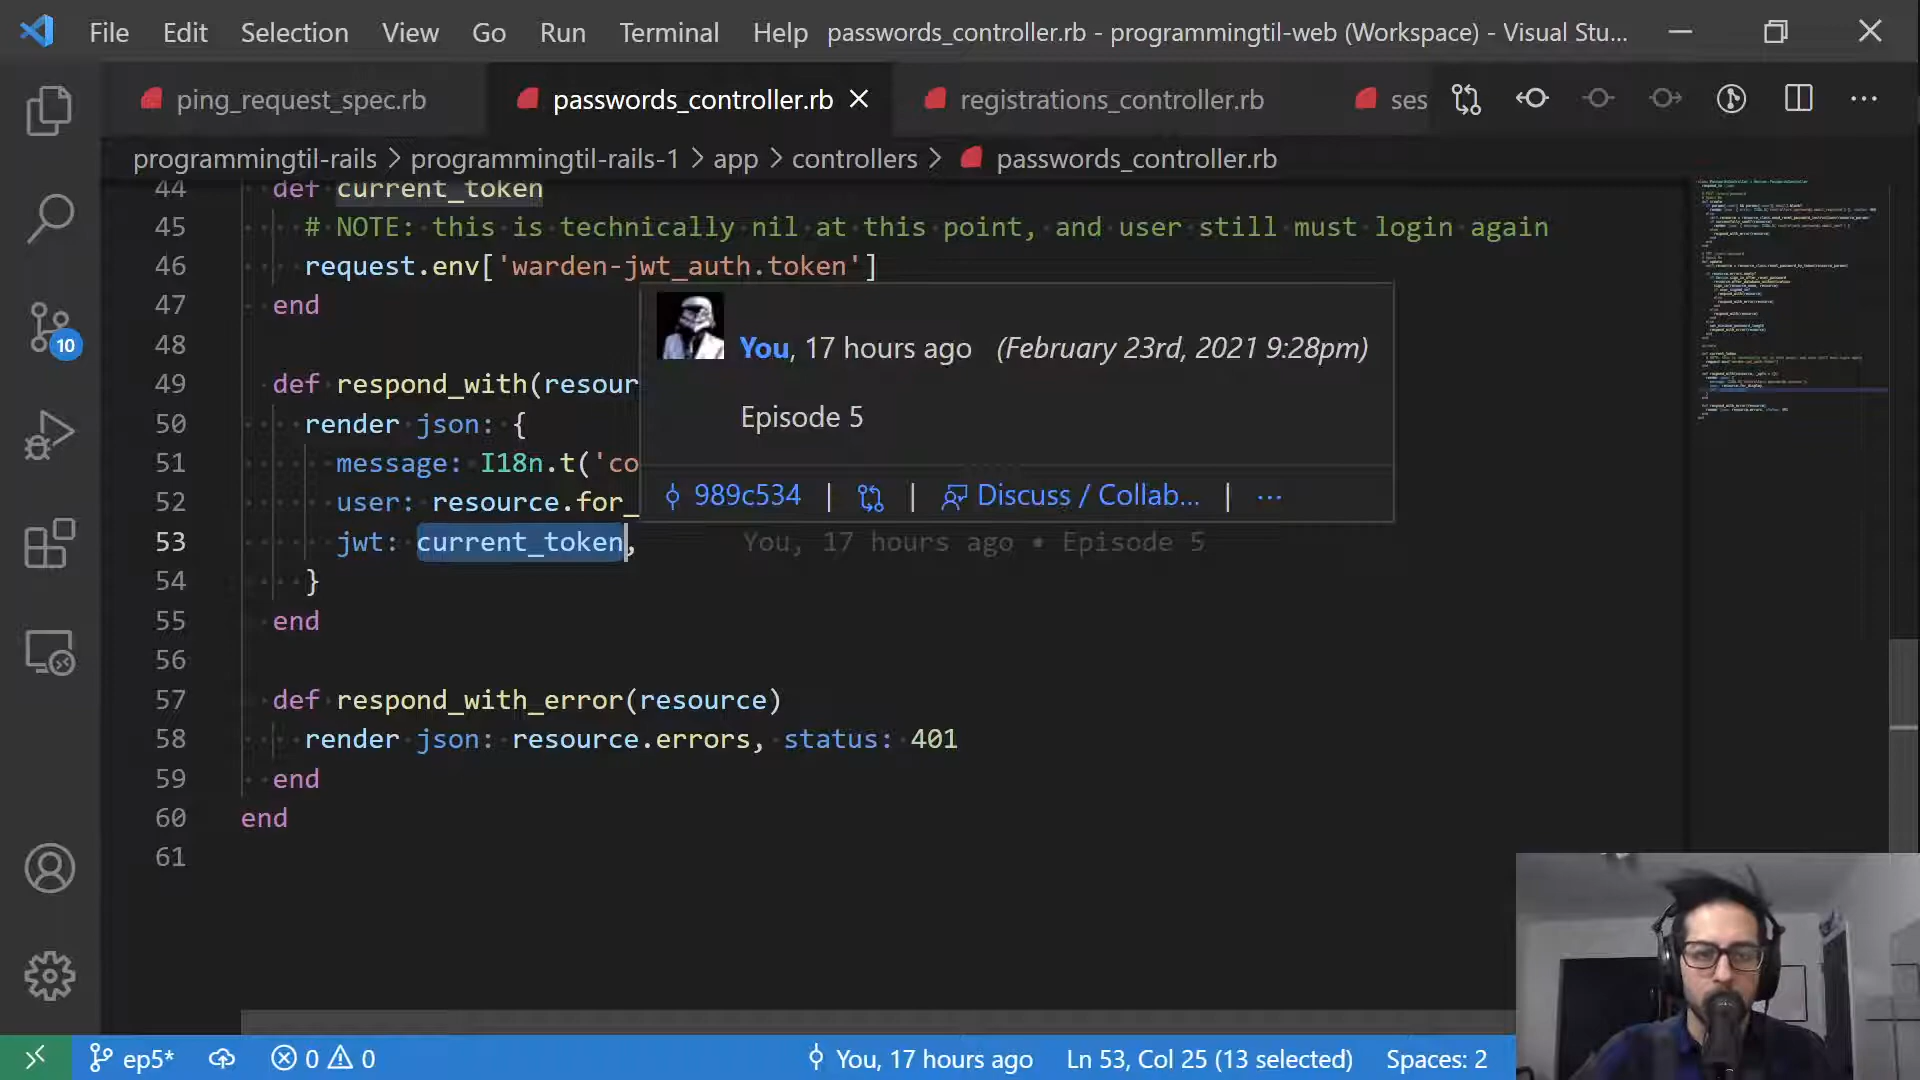 File Edit Selection View Go Run Terminal Help passwords_controller.rb - programmingtil-web (Workspace) - Visual Stu...
ping_request_spec.rb passwords_controller.rb registrations_controller.rb ses
programmingtil-rails > programmingtil-rails-1 > app > controllers > passwords_controller.rb
44 def current_token
45 # NOTE: this is technically nil at this point, and user still must login again
46 request.env['warden-jwt_auth.token']
47 end
48
49 def respond_with(resour
50 render json: {
51 message: I18n.t('co
52 user: resource.for_
53 jwt: current_token,
54 }
55 end
56
57 def respond_with_error(resource)
58 render json: resource.errors, status: 401
59 end
60 end
61
You, 17 hours ago (February 23rd, 2021 9:28pm)
Episode 5
989c534 | | Discuss / Collab... | ...
You, 17 hours ago • Episode 5
10
ep5* 0 0 You, 17 hours ago Ln 53, Col 25 (13 selected) Spaces: 2